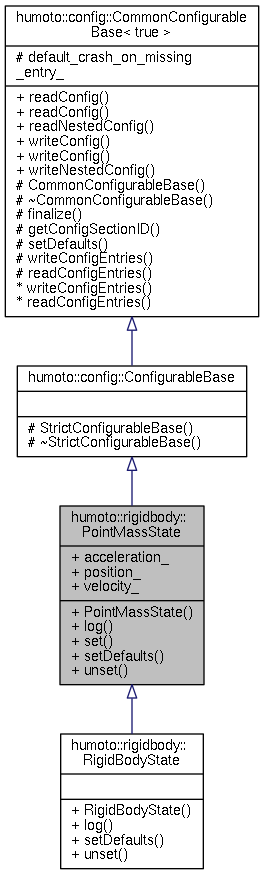 humoto::config::CommonConfigurable
Base< true >
# default_crash_on_missing
_entry_
+ readConfig()
+ readConfig()
+ readNestedConfig()
+ writeConfig()
+ writeConfig()
+ writeNestedConfig()
# CommonConfigurableBase()
# ~CommonConfigurableBase()
# finalize()
# getConfigSectionID()
# setDefaults()
# writeConfigEntries()
# readConfigEntries()
* writeConfigEntries()
* readConfigEntries()
humoto::config::ConfigurableBase
# StrictConfigurableBase()
# ~StrictConfigurableBase()
humoto::rigidbody::
PointMassState
+ acceleration_
+ position_
+ velocity_
+ PointMassState()
+ log()
+ set()
+ setDefaults()
+ unset()
humoto::rigidbody::
RigidBodyState
+ RigidBodyState()
+ log()
+ setDefaults()
+ unset()